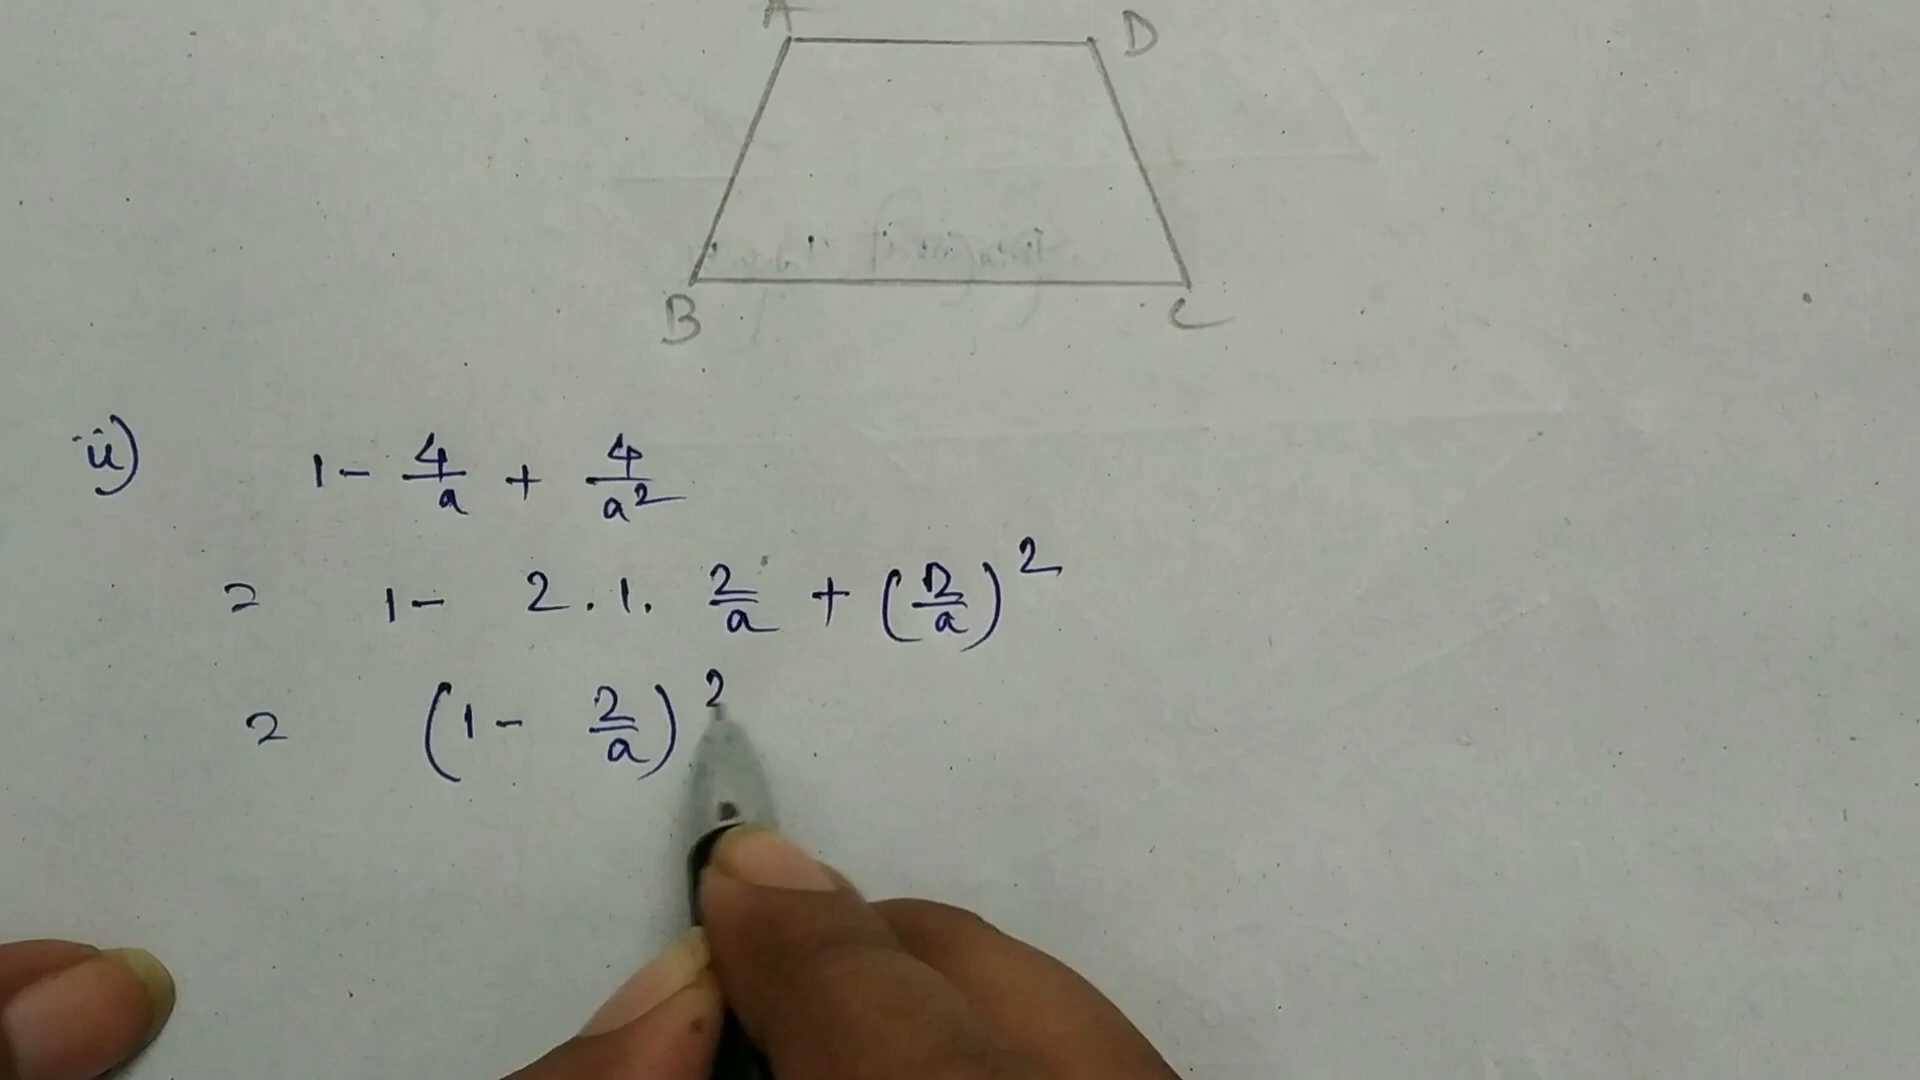 A D
B C
ii) 1 - 4/a + 4/a²
= 1 - 2 . 1 . 2/a + (2/a)²
= (1 - 2/a)²